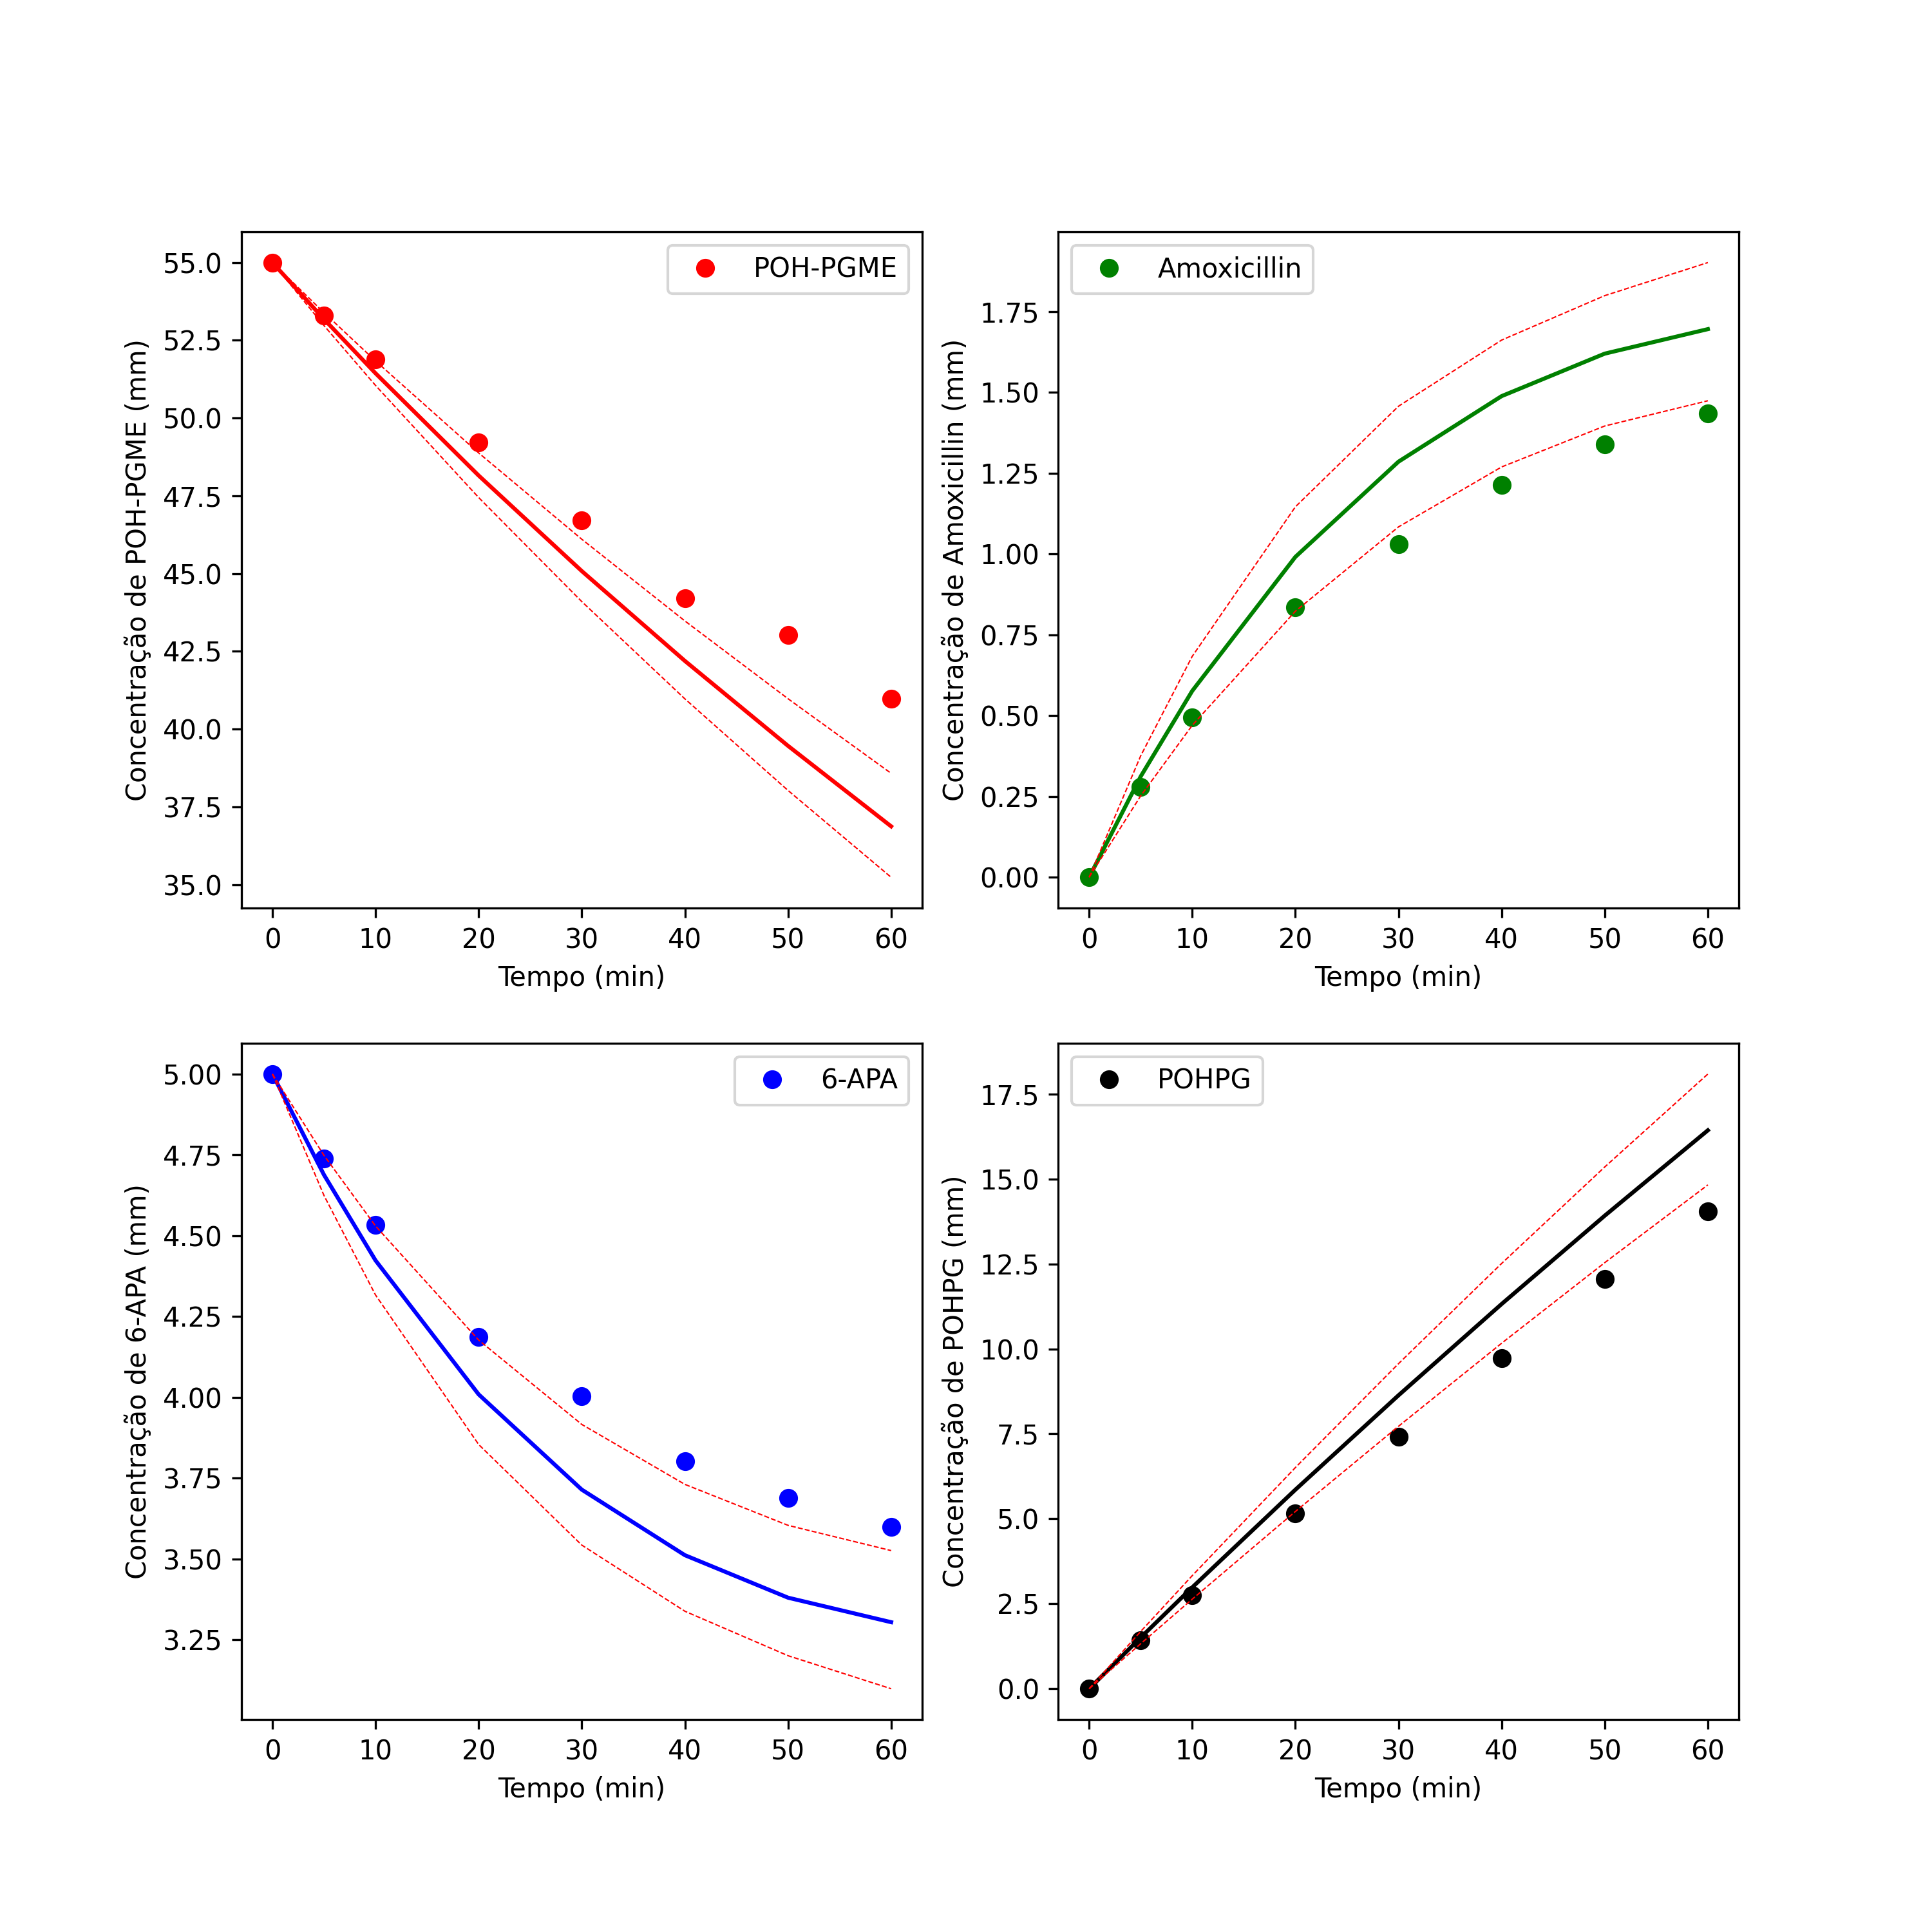 POH-PGME
55.0
52.5
50.0
47.5
45.0
42.5
40.0
37.5
35.0
Concentração de POH-PGME (mm)
0 10 20 30 40 50 60
Tempo (min)
Amoxicillin
1.75
1.50
1.25
1.00
0.75
0.50
0.25
0.00
Concentração de Amoxicillin (mm)
0 10 20 30 40 50 60
Tempo (min)
6-APA
5.00
4.75
4.50
4.25
4.00
3.75
3.50
3.25
Concentração de 6-APA (mm)
0 10 20 30 40 50 60
Tempo (min)
POHPG
17.5
15.0
12.5
10.0
7.5
5.0
2.5
0.0
Concentração de POHPG (mm)
0 10 20 30 40 50 60
Tempo (min)